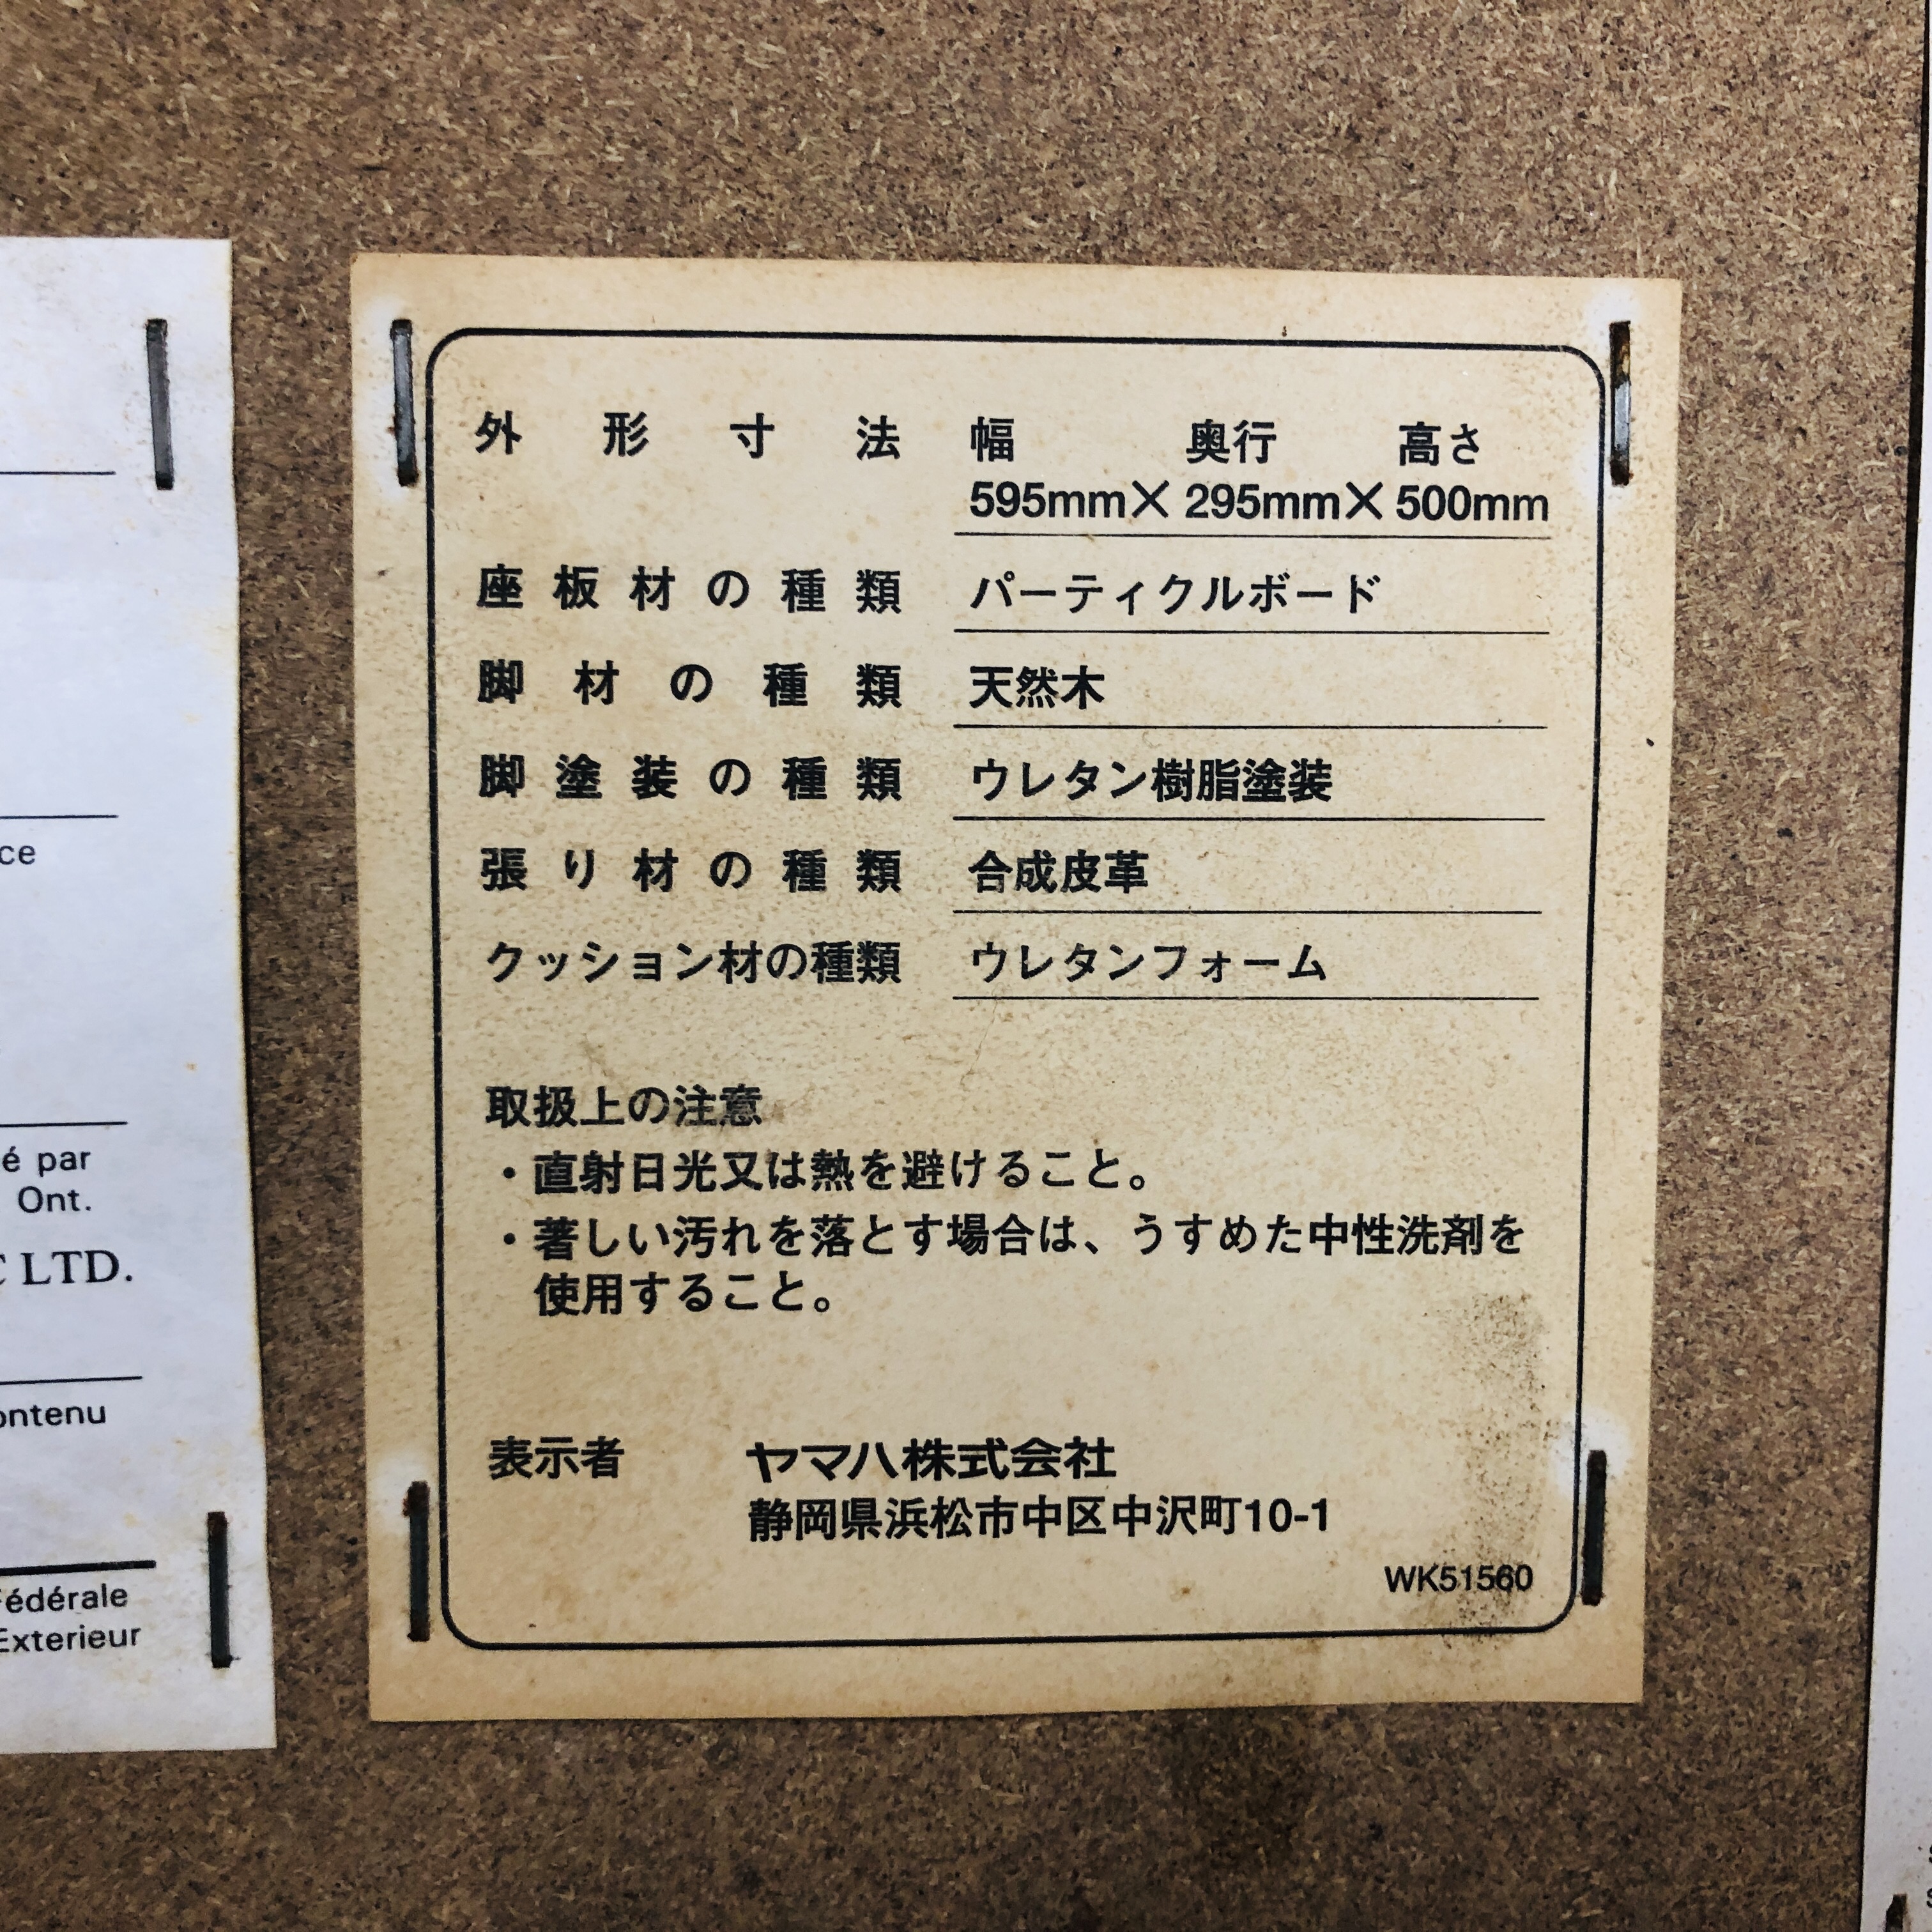 外形寸法 幅 奥行 高さ
595mm×295mm×500mm
座板材の種類 パーティクルボード
脚材の種類 天然木
脚塗装の種類 ウレタン樹脂塗装
張り材の種類 合成皮革
クッション材の種類 ウレタンフォーム
取扱上の注意
・直射日光又は熱を避けること。
・著しい汚れを落とす場合は、うすめた中性洗剤を
使用すること。
表示者 ヤマハ株式会社
静岡県浜松市中区中沢町10-1
WK51560
ce
é par
Ont.
LTD.
ontenu
Fédérale
Exterieur